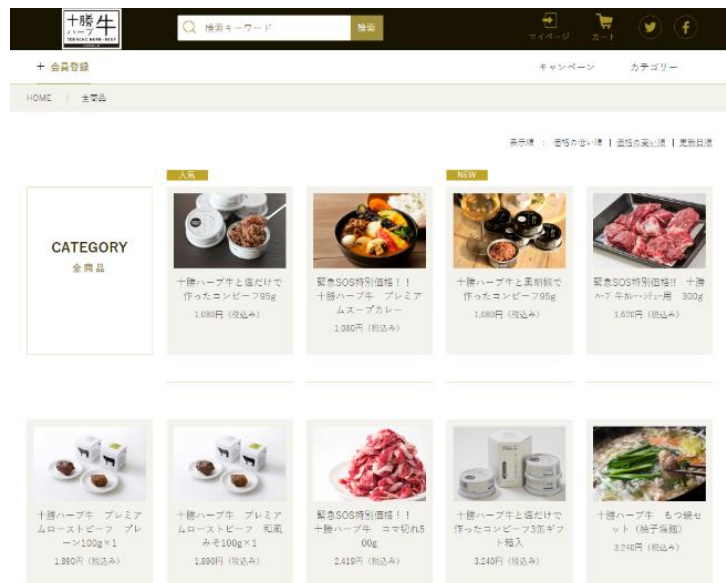 十勝牛
ハーブ
TOKACHI HERB-BEEF
検索キーワード
検索
マイページ
カート
+ 会員登録
キャンペーン
カテゴリー
HOME | 全商品
表示順 : 価格の低い順 | 価格の高い順 | 更新日順
人気
NEW
CATEGORY
全商品
十勝ハーブ牛と塩だけで
作ったコンビーフ95g
1,080円 (税込み)
緊急SOS特別価格!!
十勝ハーブ牛 プレミア
ムスープカレー
1,080円 (税込み)
十勝ハーブ牛と黒胡椒で
作ったコンビーフ95g
1,080円 (税込み)
緊急SOS特別価格!! 十勝
ハーブ牛カレー・シチュー用 300g
1,620円 (税込み)
十勝ハーブ牛 プレミア
ムローストビーフ プレ
ーン100g×1
1,890円 (税込み)
十勝ハーブ牛 プレミア
ムローストビーフ 和風
みそ100g×1
1,890円 (税込み)
緊急SOS特別価格!!
十勝ハーブ牛 コマ切れ5
00g
2,419円 (税込み)
十勝ハーブ牛と塩だけで
作ったコンビーフ3缶ギフ
ト箱入
3,240円 (税込み)
十勝ハーブ牛 もつ鍋セ
ット (柚子塩麹)
3,240円 (税込み)